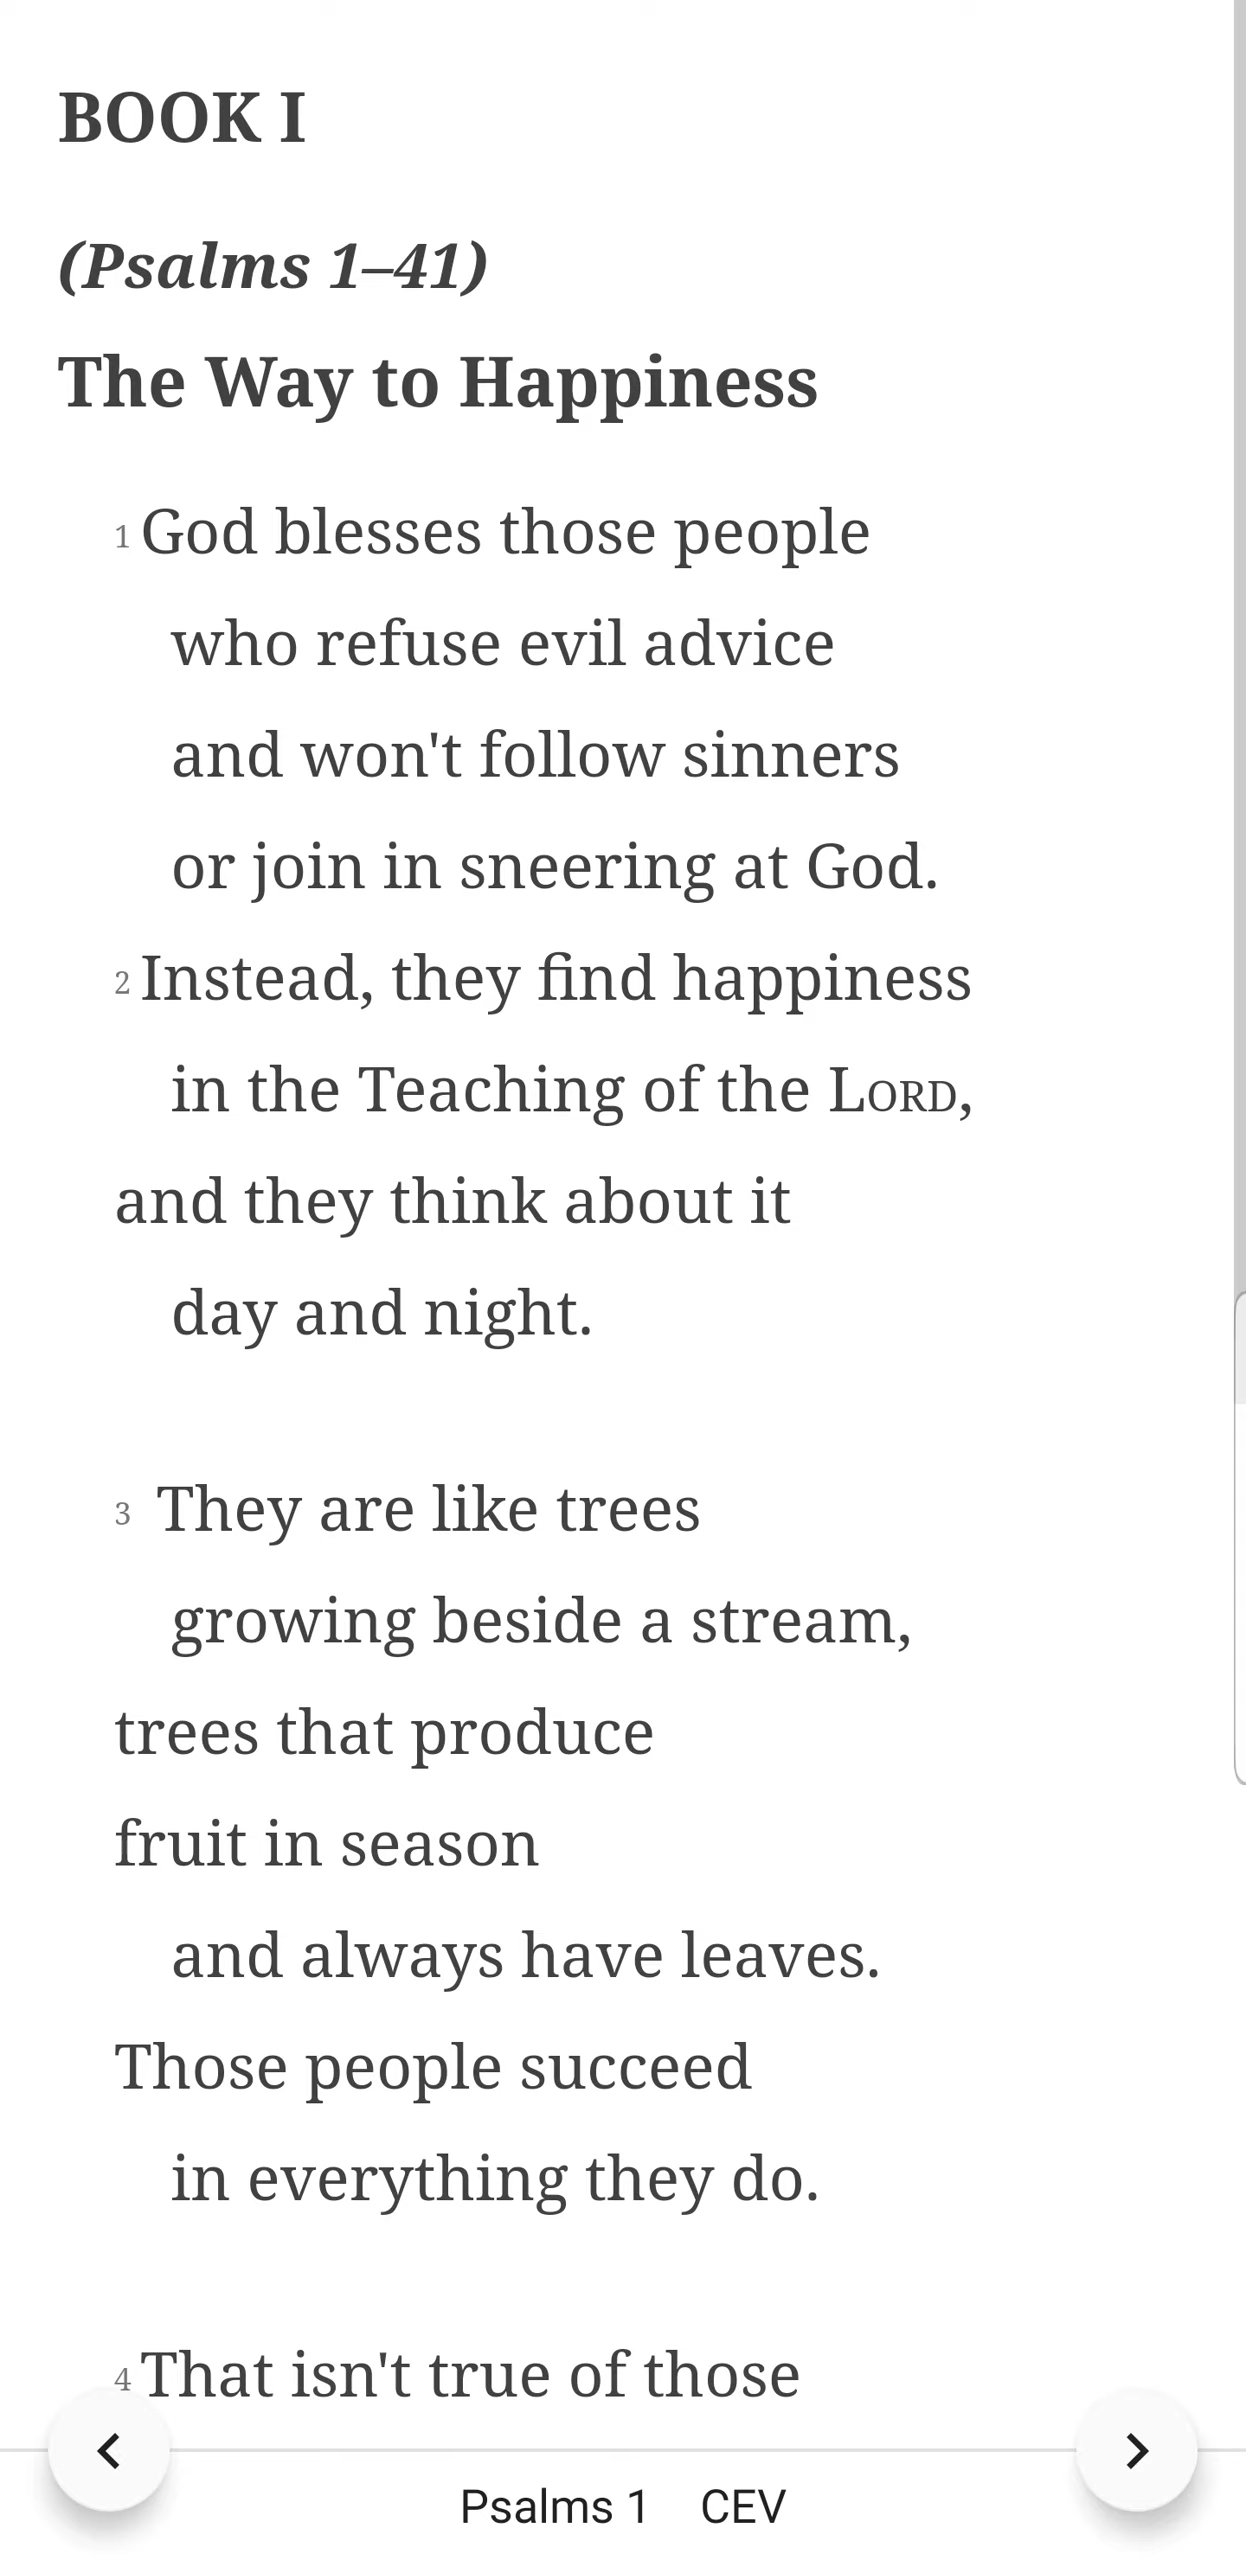 BOOK I
(Psalms 1–41)
The Way to Happiness
1 God blesses those people
who refuse evil advice
and won't follow sinners
or join in sneering at God.
2 Instead, they find happiness
in the Teaching of the LORD,
and they think about it
day and night.
3 They are like trees
growing beside a stream,
trees that produce
fruit in season
and always have leaves.
Those people succeed
in everything they do.
4 That isn't true of those
Psalms 1 CEV